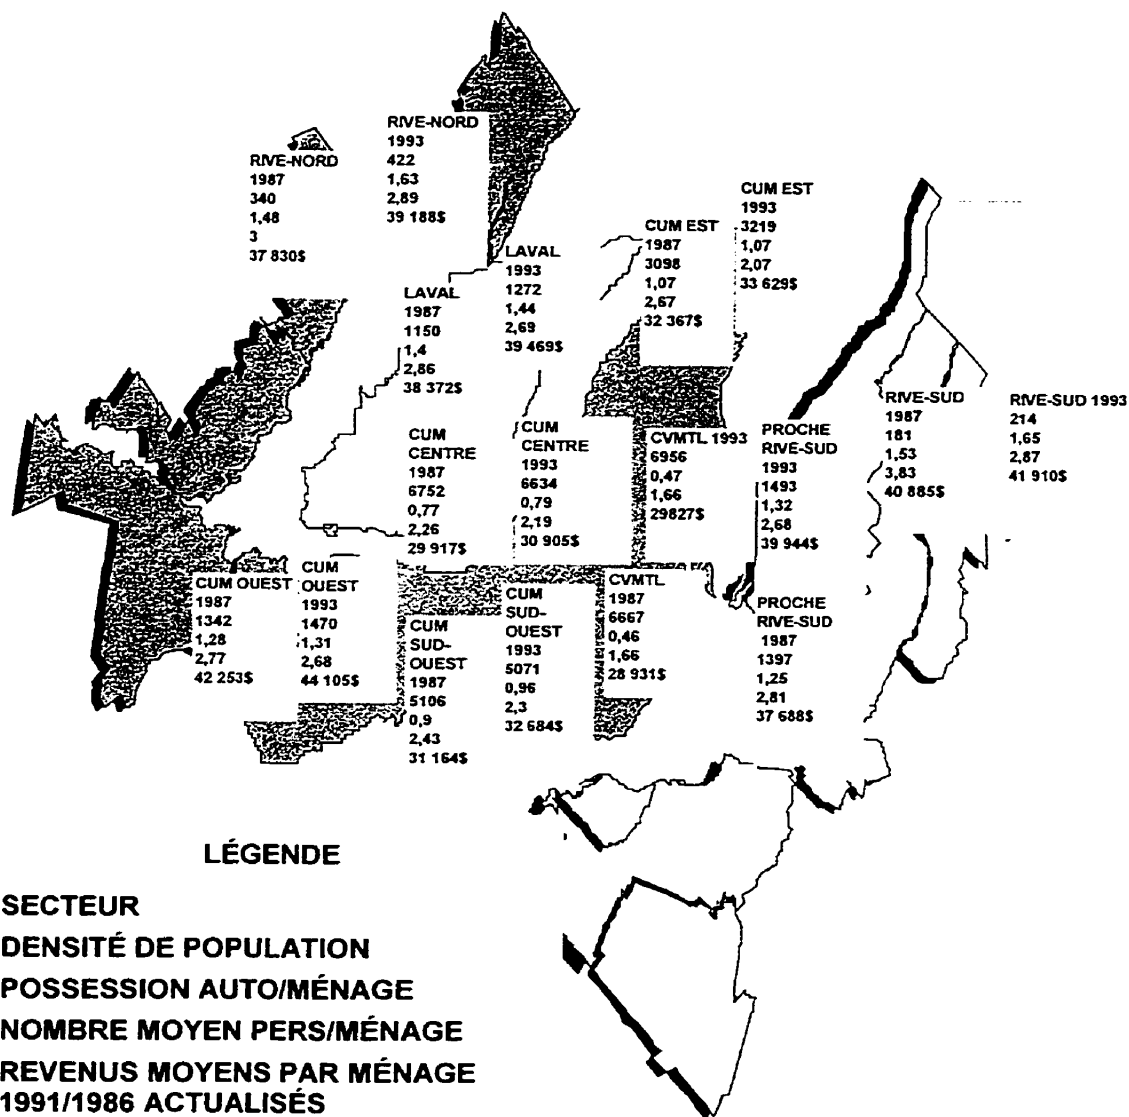 RIVE-NORD
1993
422
1,63
2,89
39 188$
RIVE-NORD
1987
340
1,48
3
37 830$
CUM EST
1993
3219
1,07
2,07
33 629$
CUM EST
1987
3098
1,07
2,67
32 367$
LAVAL
1993
1272
1,44
2,69
39 469$
LAVAL
1987
1150
1,4
2,86
38 372$
RIVE-SUD
1987
181
1,53
3,83
40 885$
RIVE-SUD 1993
214
1,65
2,87
41 910$
CUM
CENTRE
1987
6752
0,77
2,26
29 917$
CUM
CENTRE
1993
6634
0,79
2,19
30 905$
CVMTL 1993
6956
0,47
1,66
29827$
PROCHE
RIVE-SUD
1993
1493
1,32
2,68
39 944$
CUM OUEST
1987
1342
1,28
2,77
42 253$
CUM
OUEST
1993
1470
1,31
2,68
44 105$
CUM
SUD-
OUEST
1987
5106
0,9
2,43
31 164$
CUM
SUD-
OUEST
1993
5071
0,96
2,3
32 684$
CVMTL
1987
6667
0,46
1,66
28 931$
PROCHE
RIVE-SUD
1987
1397
1,25
2,81
37 688$
LÉGENDE
SECTEUR
DENSITÉ DE POPULATION
POSSESSION AUTO/MÉNAGE
NOMBRE MOYEN PERS/MÉNAGE
REVENUS MOYENS PAR MÉNAGE
1991/1986 ACTUALISÉS